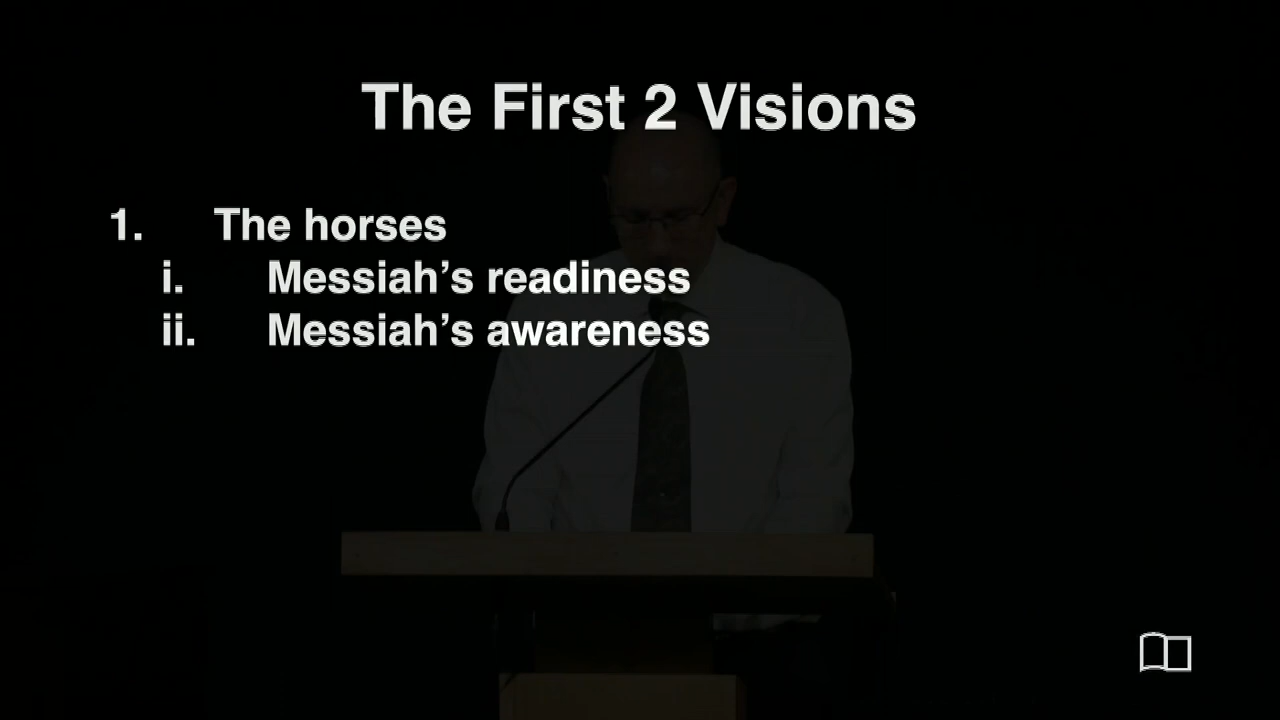 The First 2 Visions
1. The horses
i. Messiah’s readiness
ii. Messiah’s awareness